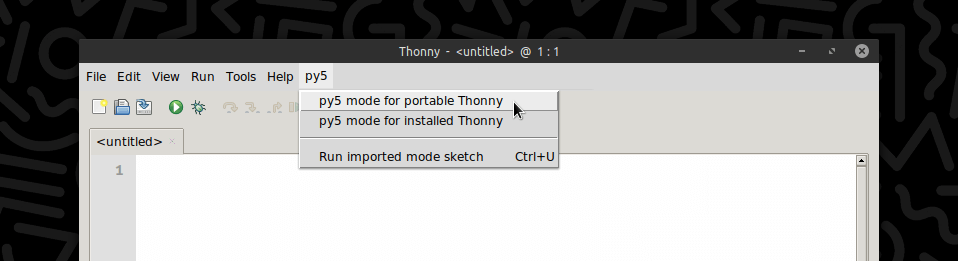 Thonny - <untitled> @ 1 : 1
File Edit View Run Tools Help py5
py5 mode for portable Thonny
py5 mode for installed Thonny
<untitled>
Run imported mode sketch Ctrl+U
1